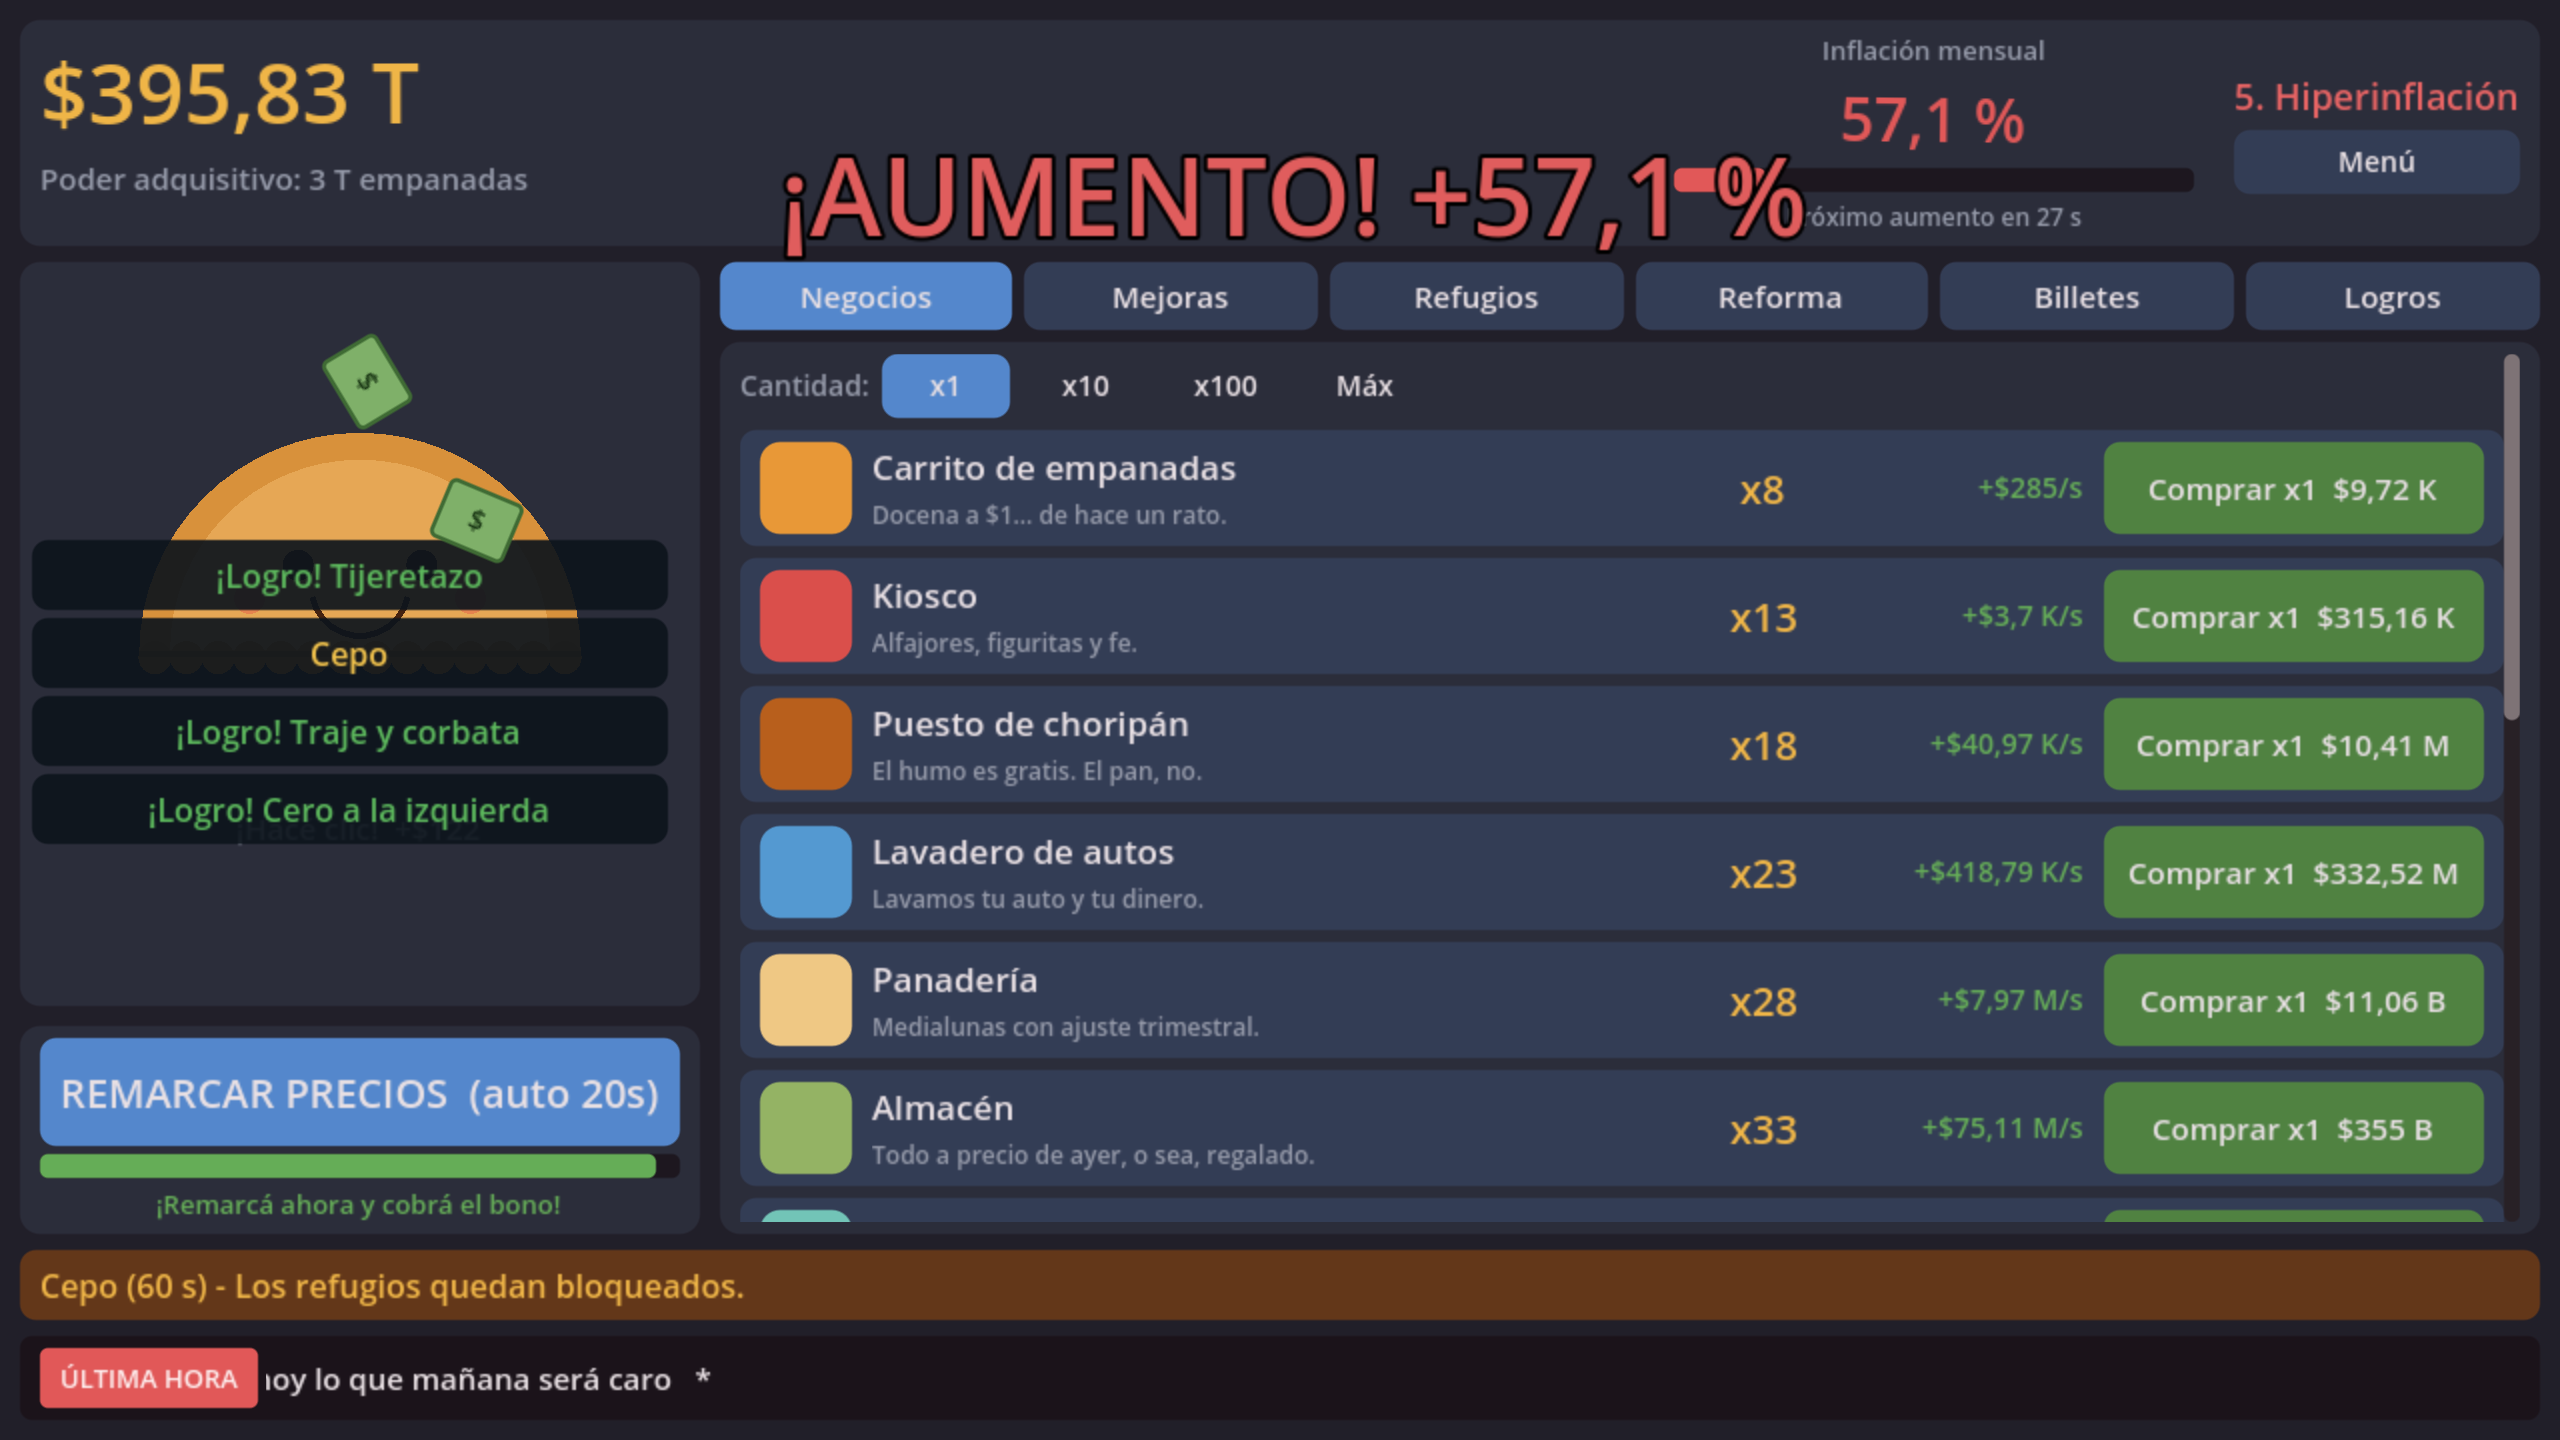 $395,83 T
Poder adquisitivo: 3 T empanadas
Inflación mensual
57,1 %
róximo aumento en 27 s
5. Hiperinflación
Menú
¡AUMENTO! +57,1 %
Negocios
Mejoras
Refugios
Reforma
Billetes
Logros
Cantidad:
x1
x10
x100
Máx
$
$
¡Logro! Tijeretazo
Cepo
¡Logro! Traje y corbata
¡Logro! Cero a la izquierda
¡Hace clic! +$122
Carrito de empanadas
Docena a $1... de hace un rato.
x8
+$285/s
Comprar x1 $9,72 K
Kiosco
Alfajores, figuritas y fe.
x13
+$3,7 K/s
Comprar x1 $315,16 K
Puesto de choripán
El humo es gratis. El pan, no.
x18
+$40,97 K/s
Comprar x1 $10,41 M
Lavadero de autos
Lavamos tu auto y tu dinero.
x23
+$418,79 K/s
Comprar x1 $332,52 M
Panadería
Medialunas con ajuste trimestral.
x28
+$7,97 M/s
Comprar x1 $11,06 B
Almacén
Todo a precio de ayer, o sea, regalado.
x33
+$75,11 M/s
Comprar x1 $355 B
REMARCAR PRECIOS (auto 20s)
¡Remarcá ahora y cobrá el bono!
Cepo (60 s) - Los refugios quedan bloqueados.
ÚLTIMA HORA
oy lo que mañana será caro *